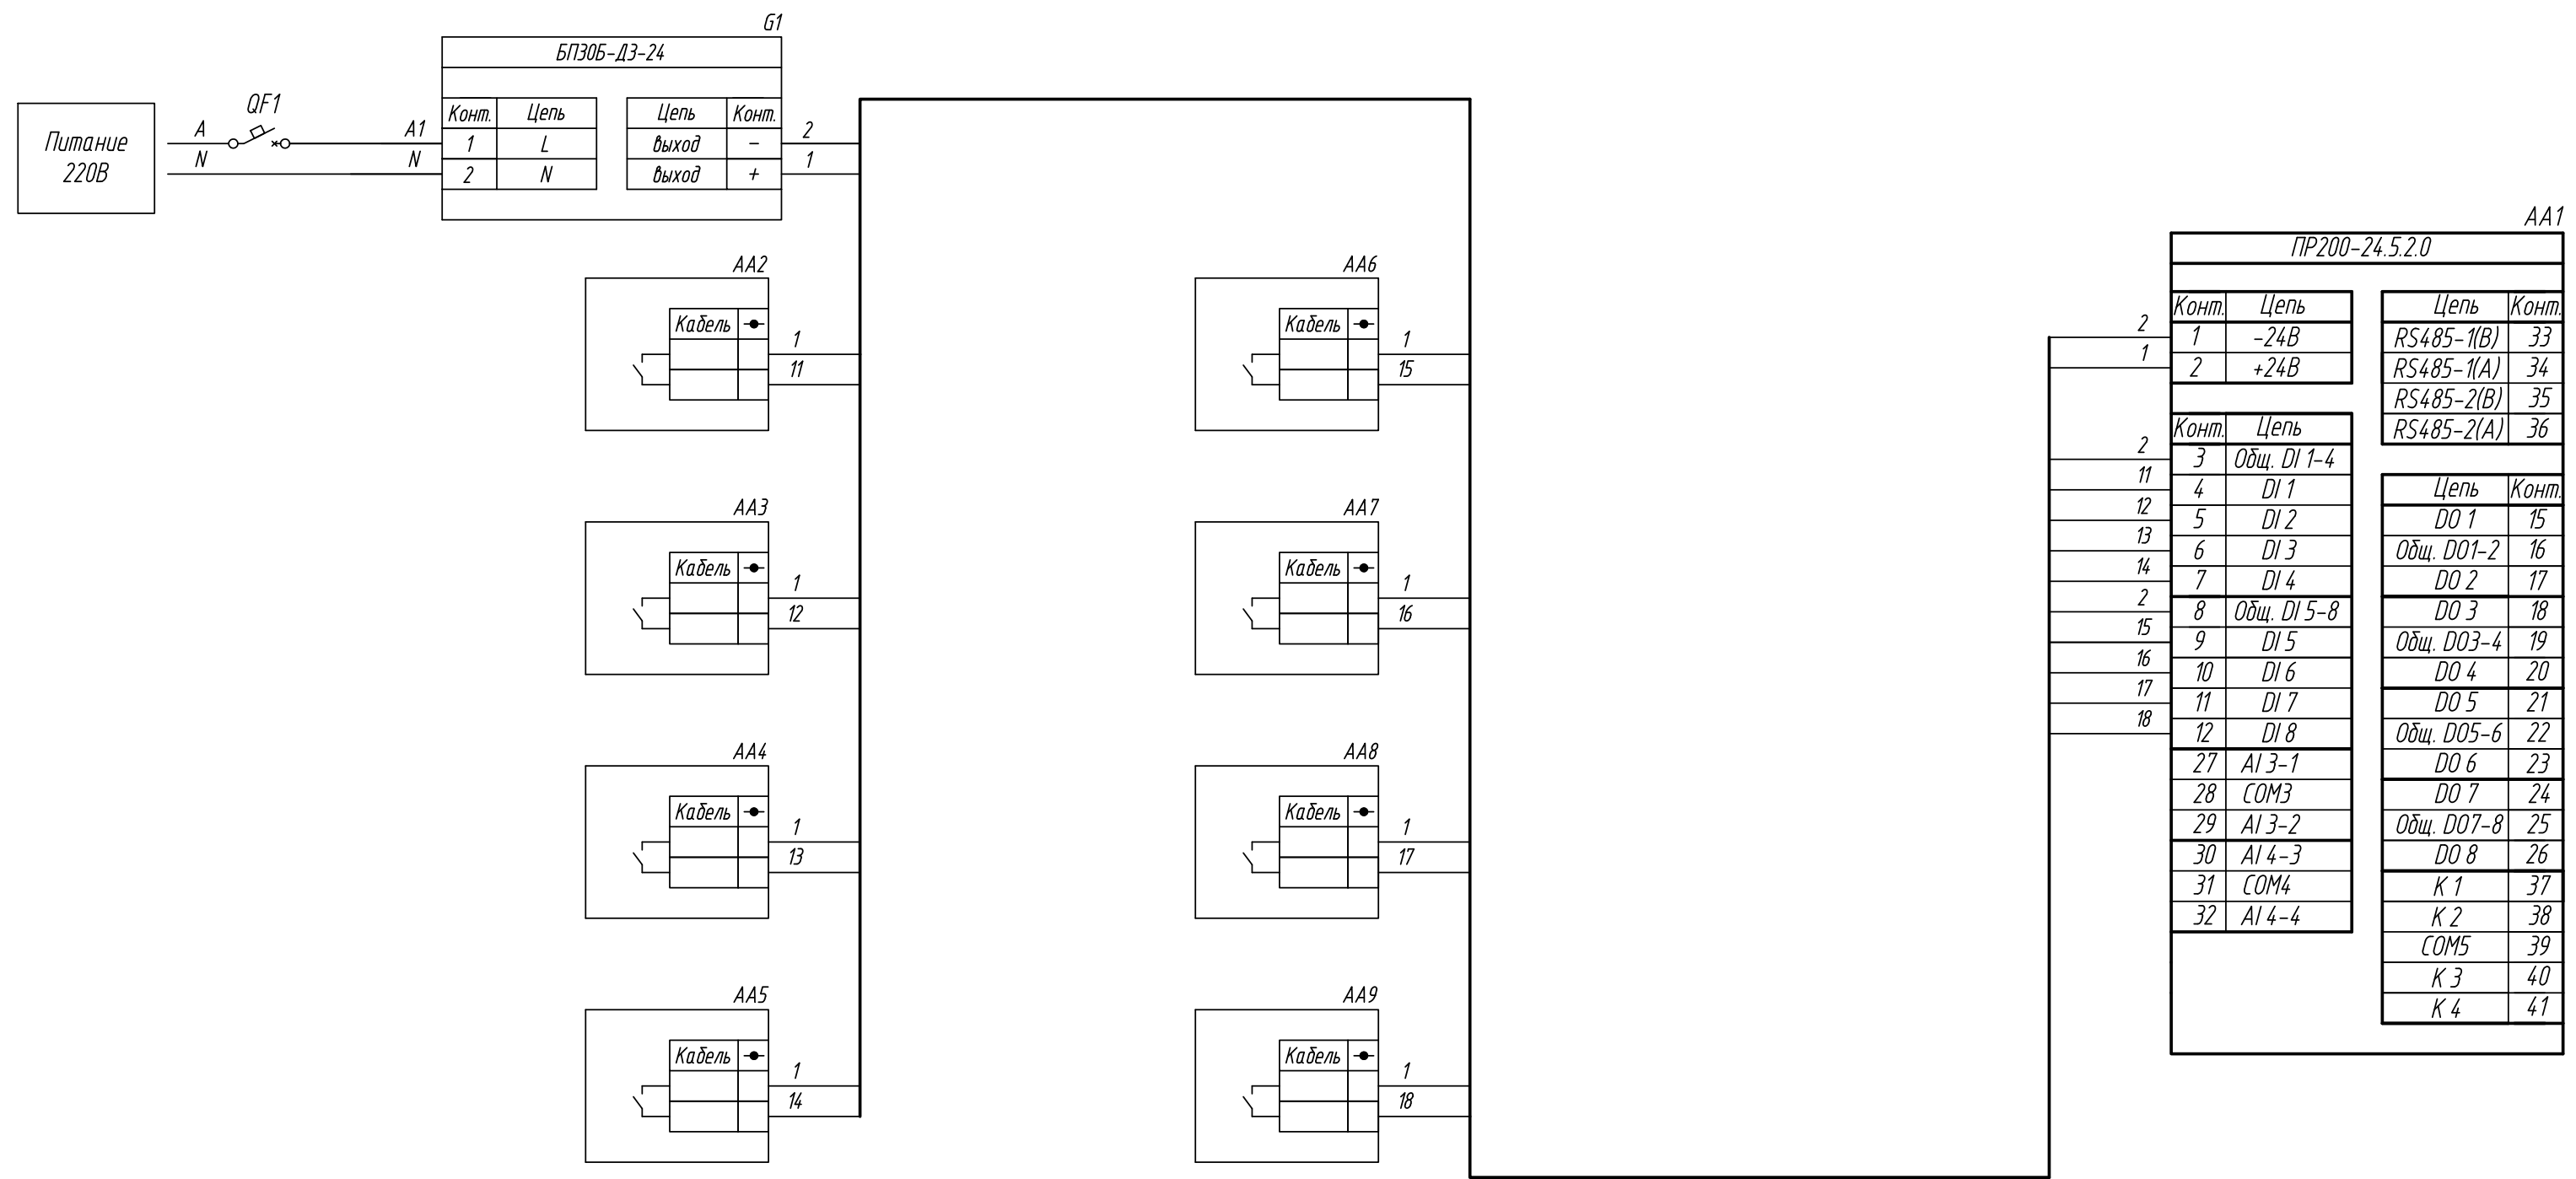 G1
БП30Б-Д3-24
Питание
220В
QF1
A
N
A1
N
Конт. Цепь Цепь Конт.
1 L выход -
2 N выход +
2
1
AA2
Кабель
1
11
AA3
Кабель
1
12
AA4
Кабель
1
13
AA5
Кабель
1
14
AA6
Кабель
1
15
AA7
Кабель
1
16
AA8
Кабель
1
17
AA9
Кабель
1
18
AA1
ПР200-24.5.2.0
Конт. Цепь
2 1 -24В
1 2 +24В
Конт. Цепь
2 3 Общ. DI 1-4
11 4 DI 1
12 5 DI 2
13 6 DI 3
14 7 DI 4
2 8 Общ. DI 5-8
15 9 DI 5
16 10 DI 6
17 11 DI 7
18 12 DI 8
27 AI 3-1
28 COM3
29 AI 3-2
30 AI 4-3
31 COM4
32 AI 4-4
Цепь Конт.
RS485-1(B) 33
RS485-1(A) 34
RS485-2(B) 35
RS485-2(A) 36
Цепь Конт.
DO 1 15
Общ. DO1-2 16
DO 2 17
DO 3 18
Общ. DO3-4 19
DO 4 20
DO 5 21
Общ. DO5-6 22
DO 6 23
DO 7 24
Общ. DO7-8 25
DO 8 26
K 1 37
K 2 38
COM5 39
K 3 40
K 4 41